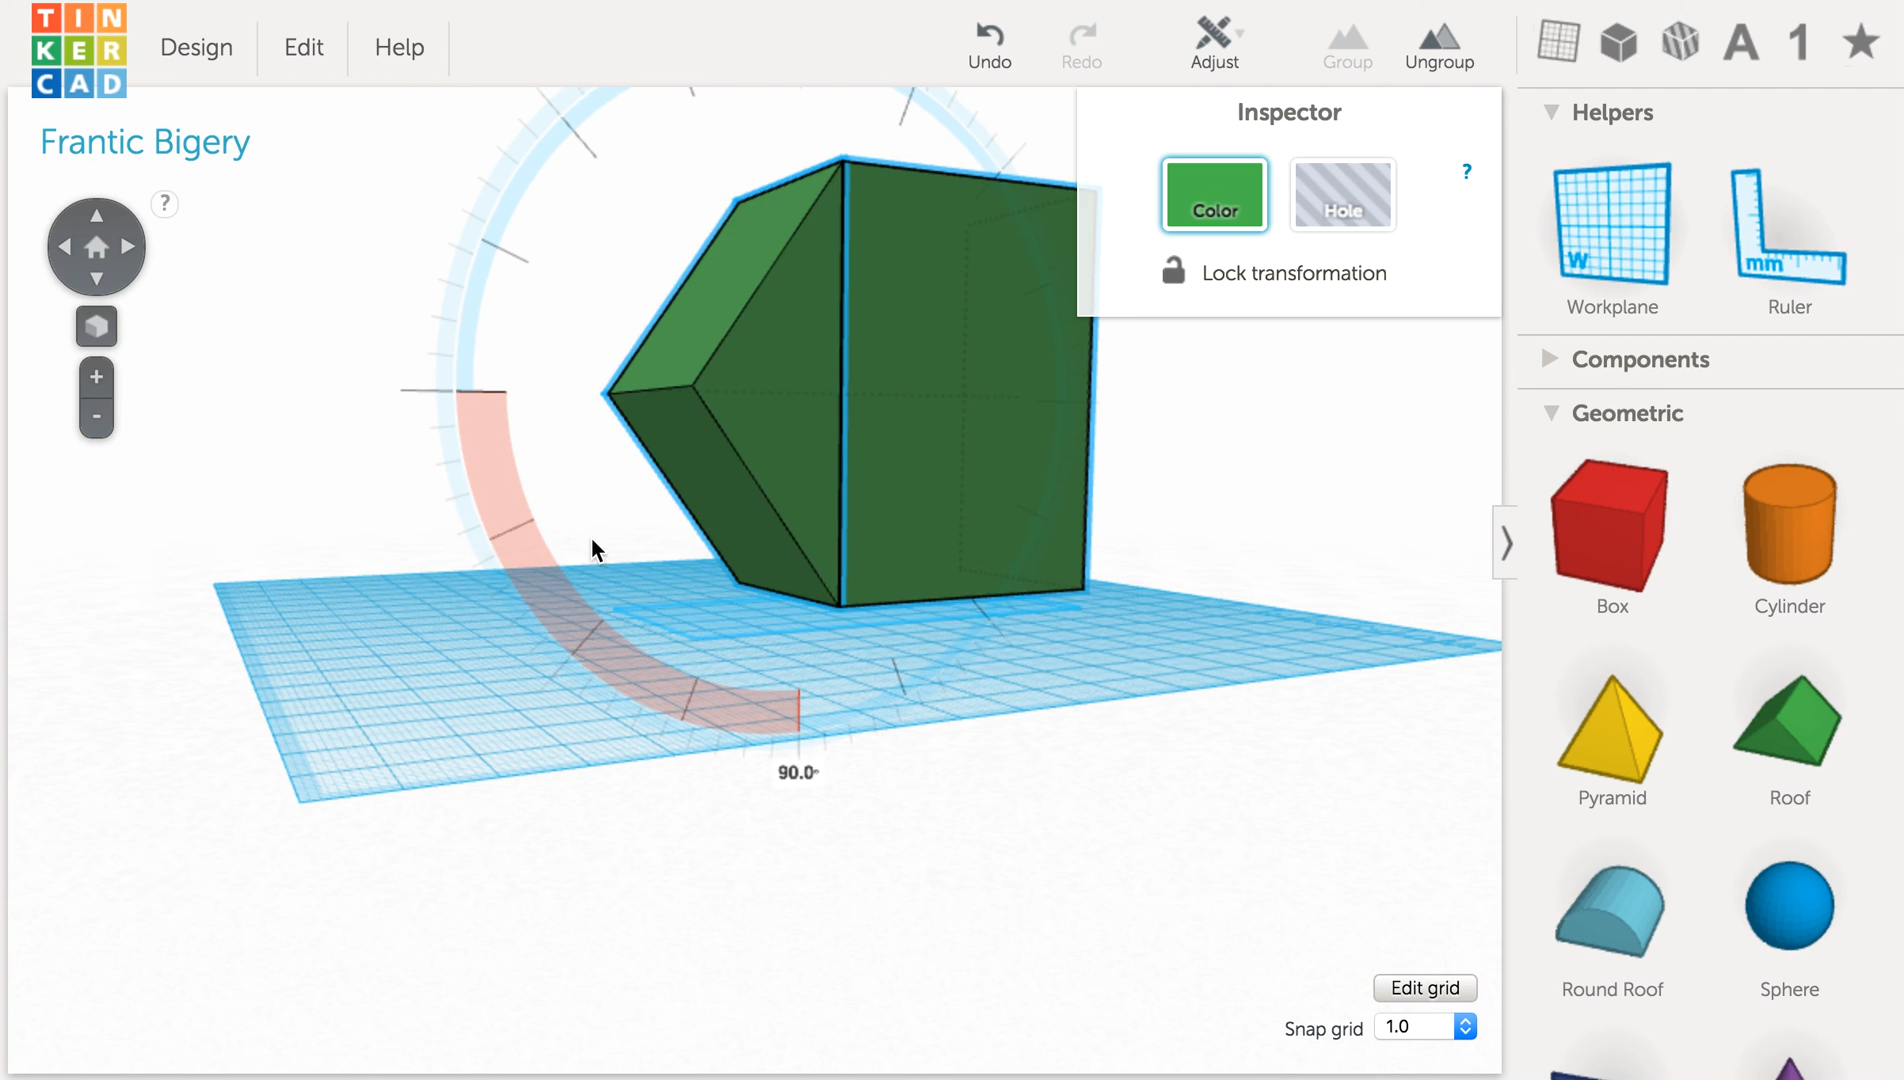 TIN
KER
CAD
Design
Edit
Help
Undo
Redo
Adjust
Group
Ungroup
A
1
Frantic Bigery
?
+
-
Inspector
Color
Hole
?
Lock transformation
90.0°
Edit grid
Snap grid
1.0
Helpers
W
mm
Workplane
Ruler
Components
Geometric
Box
Cylinder
Pyramid
Roof
Round Roof
Sphere